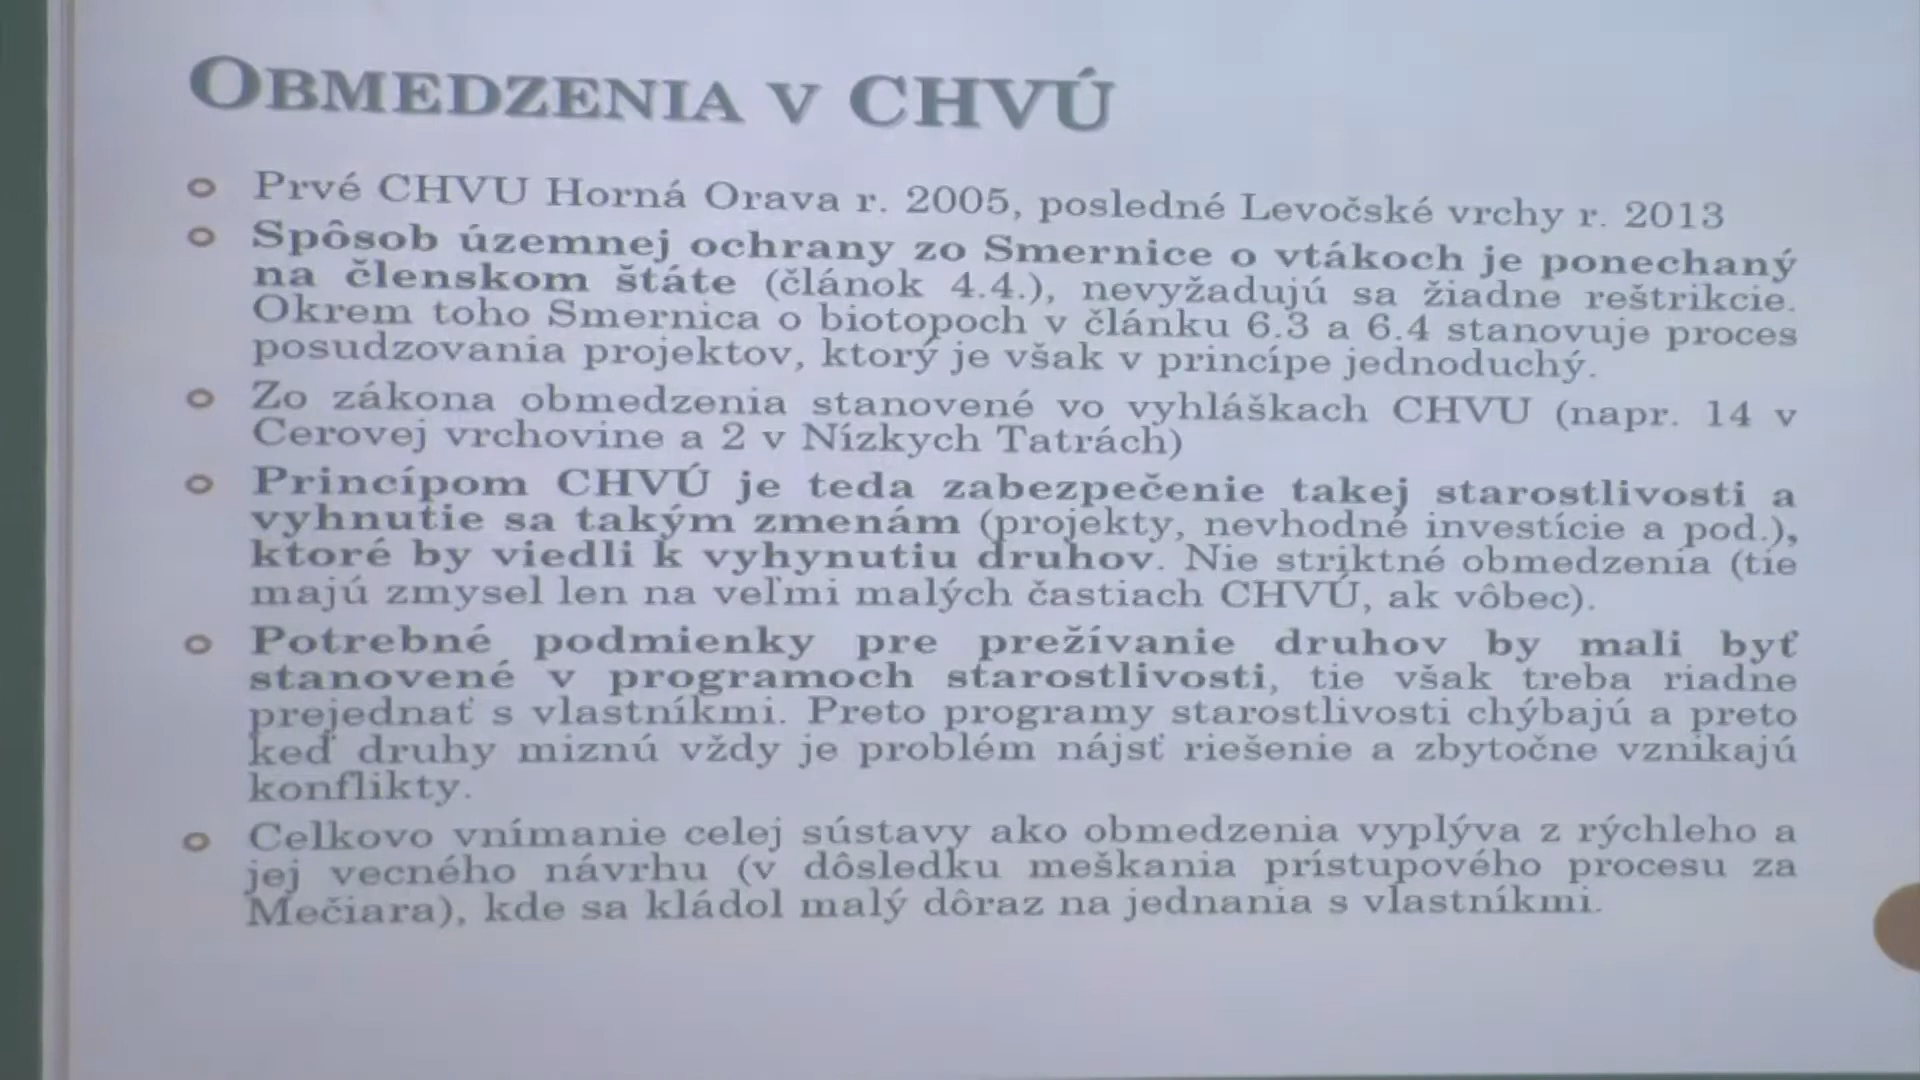 OBMEDZENIA V CHVÚ
Prvé CHVU Horná Orava r. 2005, posledné Levočské vrchy r. 2013
Spôsob územnej ochrany zo Smernice o vtákoch je ponechaný
na členskom štáte (článok 4.4.), nevyžadujú sa žiadne reštrikcie.
Okrem toho Smernica o biotopoch v článku 6.3 a 6.4 stanovuje proces
posudzovania projektov, ktorý je však v princípe jednoduchý.
Zo zákona obmedzenia stanovené vo vyhláškach CHVU (napr. 14 v
Cerovej vrchovine a 2 v Nízkych Tatrách)
Princípom CHVÚ je teda zabezpečenie takej starostlivosti a
vyhnutie sa takým zmenám (projekty, nevhodné investície a pod.),
ktoré by viedli k vyhynutiu druhov. Nie striktné obmedzenia (tie
majú zmysel len na veľmi malých častiach CHVÚ, ak vôbec).
Potrebné podmienky pre prežívanie druhov by mali byť
stanovené v programoch starostlivosti, tie však treba riadne
prejednať s vlastníkmi. Preto programy starostlivosti chýbajú a preto
keď druhy miznú vždy je problém nájsť riešenie a zbytočne vznikajú
konflikty.
Celkovo vnímanie celej sústavy ako obmedzenia vyplýva z rýchleho a
jej vecného návrhu (v dôsledku meškania prístupového procesu za
Mečiara), kde sa kládol malý dôraz na jednania s vlastníkmi.